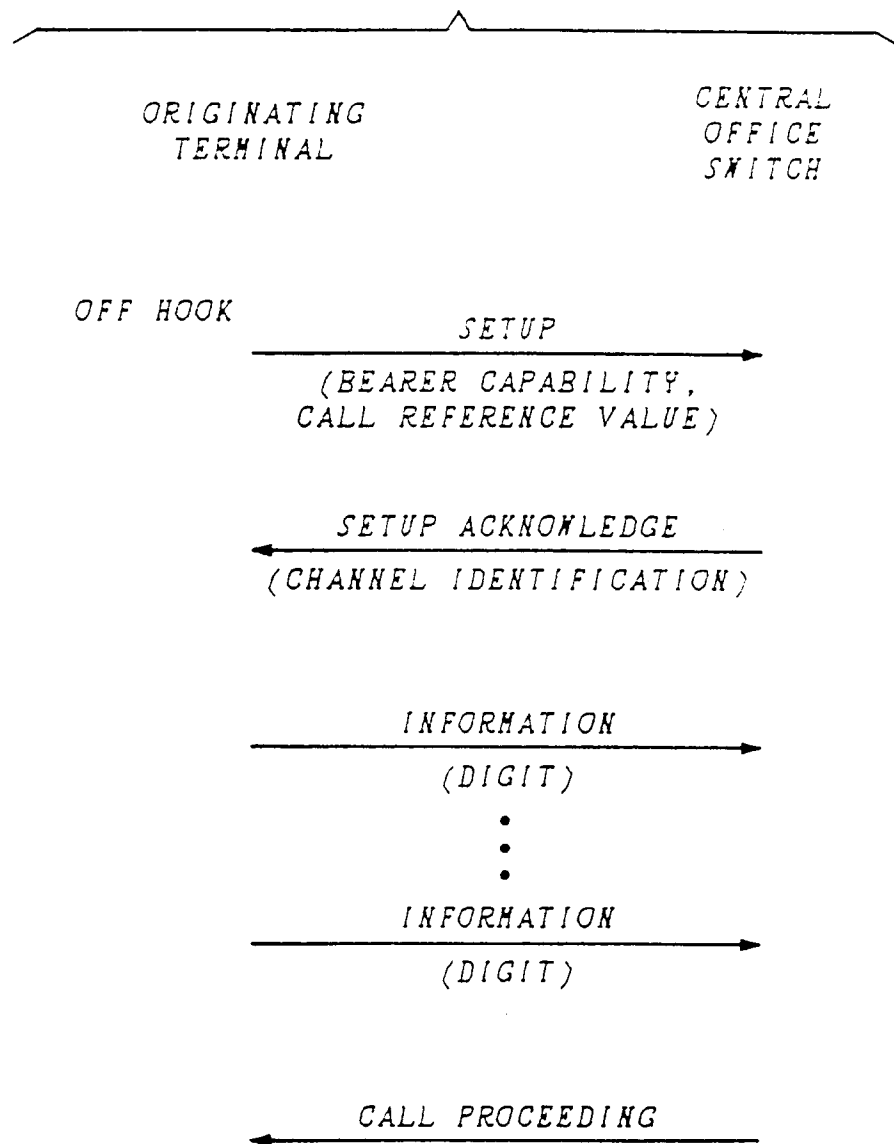 ORIGINATING
TERMINAL
CENTRAL
OFFICE
SWITCH
OFF HOOK
SETUP
(BEARER CAPABILITY,
CALL REFERENCE VALUE)
SETUP ACKNOWLEDGE
(CHANNEL IDENTIFICATION)
INFORMATION
(DIGIT)
INFORMATION
(DIGIT)
CALL PROCEEDING